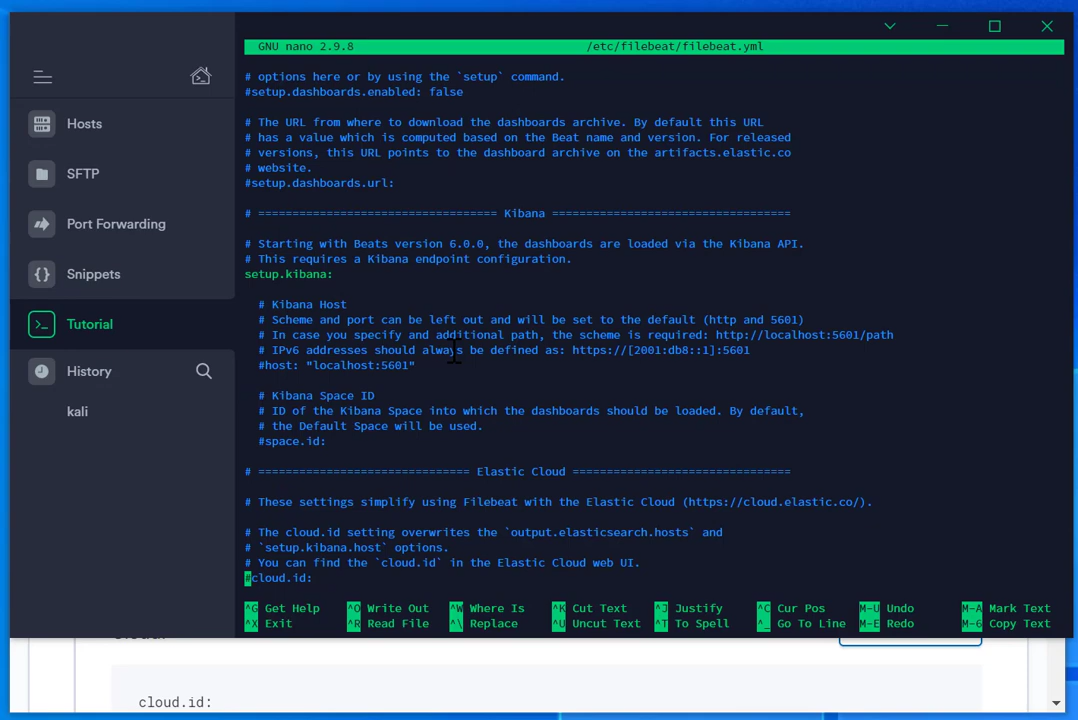 GNU nano 2.9.8 /etc/filebeat/filebeat.yml
Hosts
SFTP
Port Forwarding
Snippets
Tutorial
History
kali
# options here or by using the `setup` command.
#setup.dashboards.enabled: false
# The URL from where to download the dashboards archive. By default this URL
# has a value which is computed based on the Beat name and version. For released
# versions, this URL points to the dashboard archive on the artifacts.elastic.co
# website.
#setup.dashboards.url:
# =================================== Kibana ===================================
# Starting with Beats version 6.0.0, the dashboards are loaded via the Kibana API.
# This requires a Kibana endpoint configuration.
setup.kibana:
# Kibana Host
# Scheme and port can be left out and will be set to the default (http and 5601)
# In case you specify and additional path, the scheme is required: http://localhost:5601/path
# IPv6 addresses should always be defined as: https://[2001:db8::1]:5601
#host: "localhost:5601"
# Kibana Space ID
# ID of the Kibana Space into which the dashboards should be loaded. By default,
# the Default Space will be used.
#space.id:
# =============================== Elastic Cloud ================================
# These settings simplify using Filebeat with the Elastic Cloud (https://cloud.elastic.co/).
# The cloud.id setting overwrites the `output.elasticsearch.hosts` and
# `setup.kibana.host` options.
# You can find the `cloud.id` in the Elastic Cloud web UI.
#cloud.id:
^G Get Help ^O Write Out ^W Where Is ^K Cut Text ^J Justify ^C Cur Pos M-U Undo M-A Mark Text
^X Exit ^R Read File ^\ Replace ^U Uncut Text ^T To Spell ^_ Go To Line M-E Redo M-6 Copy Text
cloud.id: